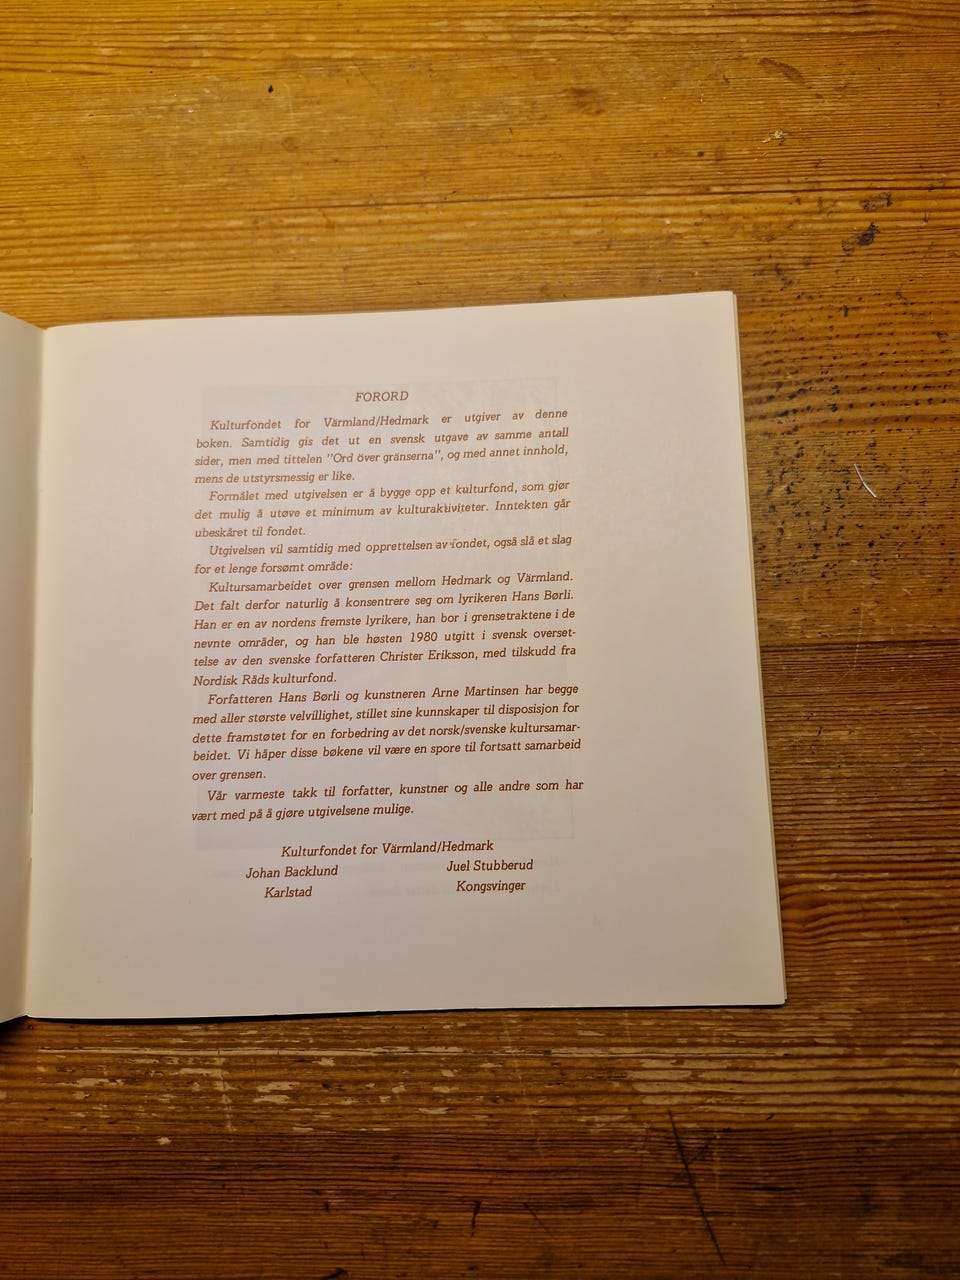 FORORD
Kulturfondet for Värmland/Hedmark er utgiver av denne
boken. Samtidig gis det ut en svensk utgave av samme antall
sider, men med tittelen "Ord över gränserna", og med annet innhold,
mens de utstyrsmessig er like.
Formålet med utgivelsen er å bygge opp et kulturfond, som gjør
det mulig å utøve et minimum av kulturaktiviteter. Inntekten går
ubeskåret til fondet.
Utgivelsen vil samtidig med opprettelsen av fondet, også slå et slag
for et lenge forsømt område:
Kultursamarbeidet over grensen mellom Hedmark og Värmland.
Det falt derfor naturlig å konsentrere seg om lyrikeren Hans Børli.
Han er en av nordens fremste lyrikere, han bor i grensetraktene i de
nevnte områder, og han ble høsten 1980 utgitt i svensk overset-
telse av den svenske forfatteren Christer Eriksson, med tilskudd fra
Nordisk Råds kulturfond.
Forfatteren Hans Børli og kunstneren Arne Martinsen har begge
med aller største velvillighet, stillet sine kunnskaper til disposisjon for
dette framstøtet for en forbedring av det norsk/svenske kultursamar-
beidet. Vi håper disse bøkene vil være en spore til fortsatt samarbeid
over grensen.
Vår varmeste takk til forfatter, kunstner og alle andre som har
vært med på å gjøre utgivelsene mulige.
Kulturfondet for Värmland/Hedmark
Johan Backlund Juel Stubberud
Karlstad Kongsvinger